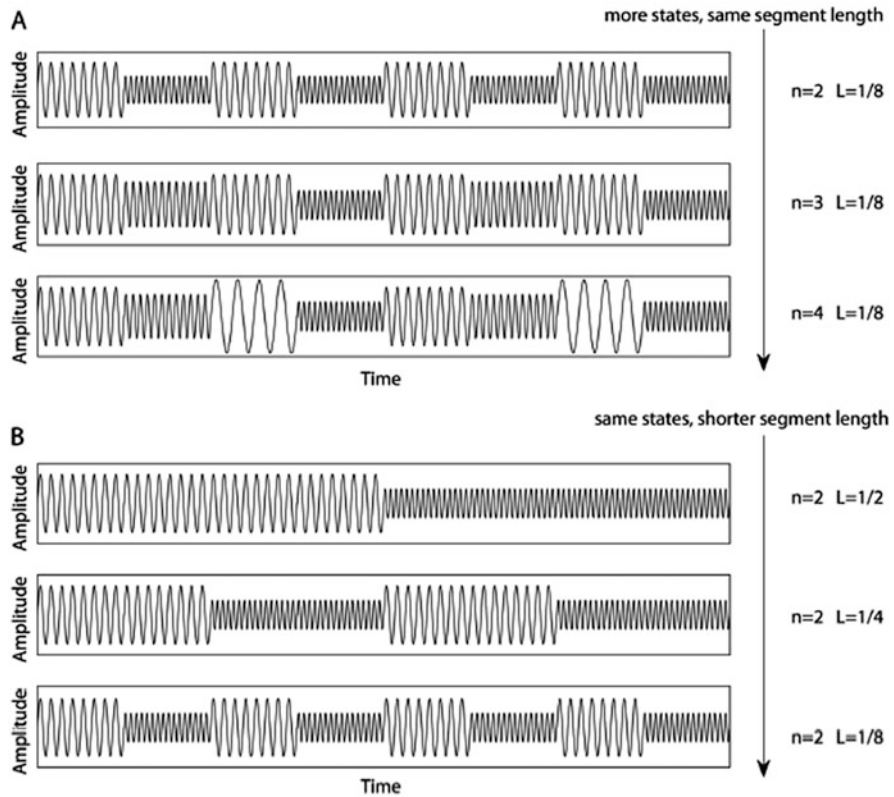 A
more states, same segment length
Amplitude
n=2 L=1/8
Amplitude
n=3 L=1/8
Amplitude
n=4 L=1/8
Time
B
same states, shorter segment length
Amplitude
n=2 L=1/2
Amplitude
n=2 L=1/4
Amplitude
n=2 L=1/8
Time